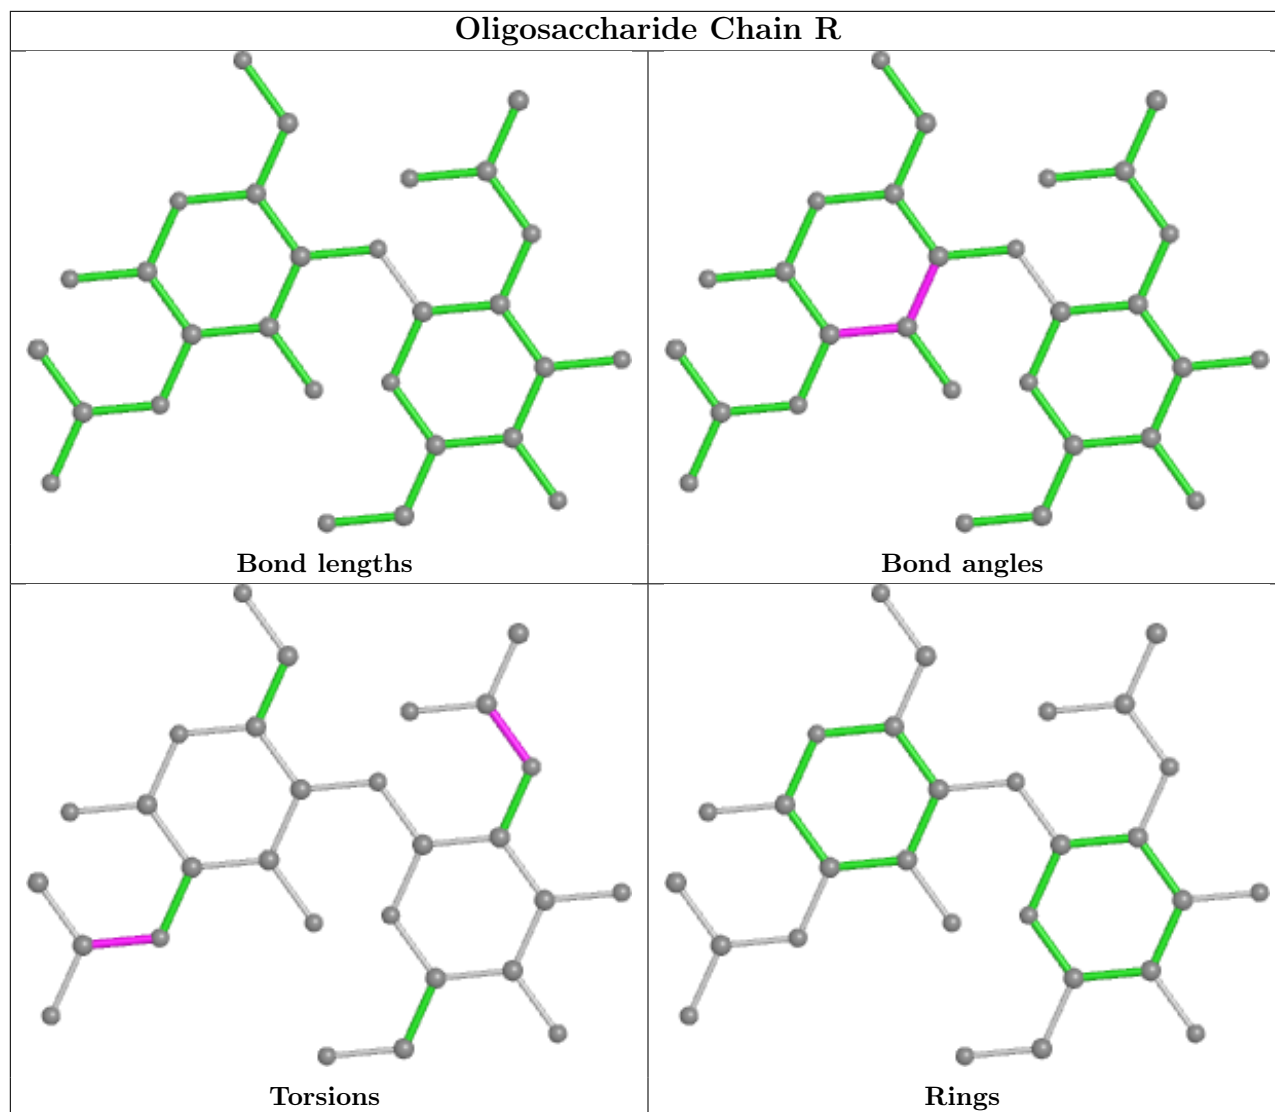 Oligosaccharide Chain R
Bond lengths
Bond angles
Torsions
Rings